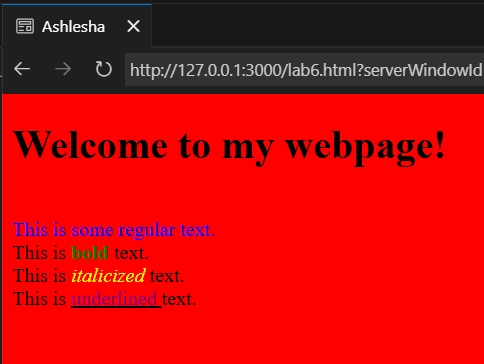 Ashlesha
http://127.0.0.1:3000/lab6.html?serverWindowId
Welcome to my webpage!
This is some regular text.
This is bold text.
This is italicized text.
This is underlined text.